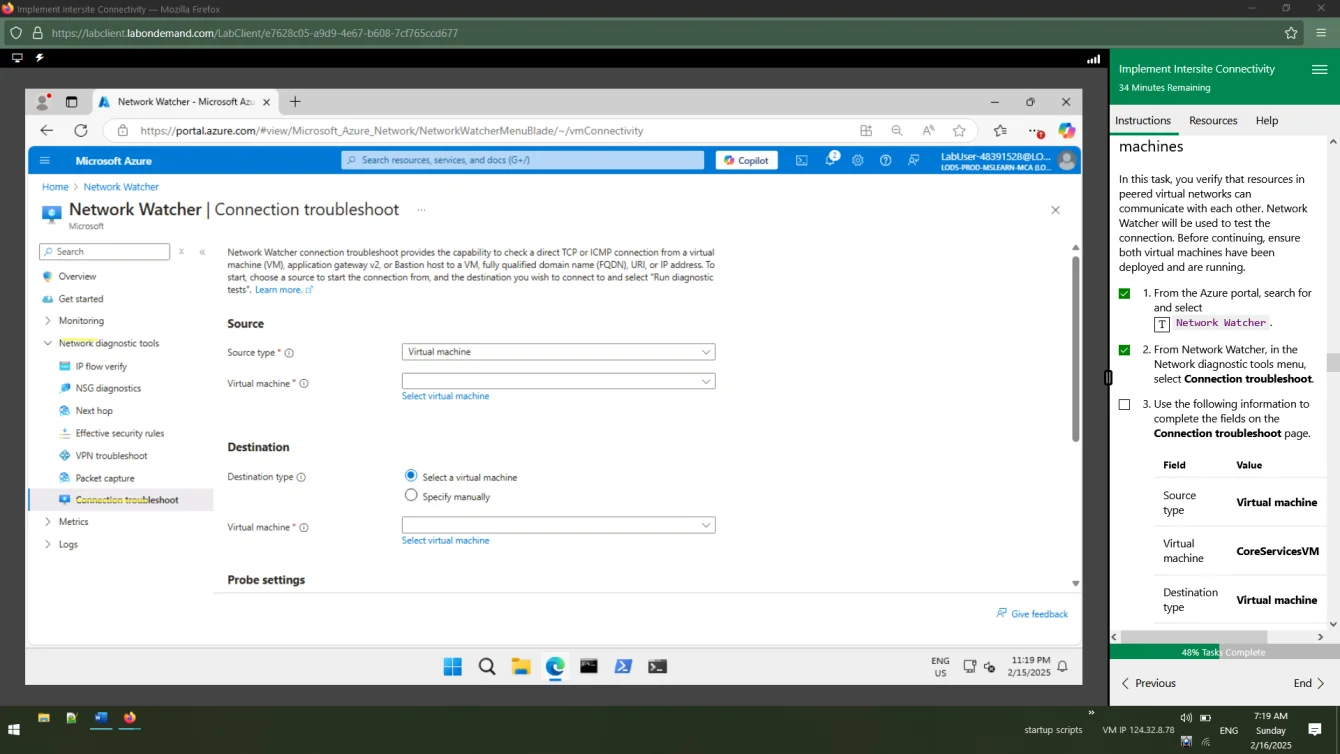 Implement Intersite Connectivity — Mozilla Firefox
https://labclient.labondemand.com/LabClient/e7628c05-a9d9-4e67-b608-7cf765ccd677
Network Watcher - Microsoft Azu
https://portal.azure.com/#view/Microsoft_Azure_Network/NetworkWatcherMenuBlade/~/vmConnectivity
Microsoft Azure
Search resources, services, and docs (G+/)
Copilot
2
LabUser-48391528@LO...
LODS-PROD-MSLEARN-MCA (LO...
Home > Network Watcher
Network Watcher | Connection troubleshoot ...
Microsoft
Search
Overview
Get started
Monitoring
Network diagnostic tools
IP flow verify
NSG diagnostics
Next hop
Effective security rules
VPN troubleshoot
Packet capture
Connection troubleshoot
Metrics
Logs
Network Watcher connection troubleshoot provides the capability to check a direct TCP or ICMP connection from a virtual
machine (VM), application gateway v2, or Bastion host to a VM, fully qualified domain name (FQDN), URI, or IP address. To
start, choose a source to start the connection from, and the destination you wish to connect to and select "Run diagnostic
tests". Learn more.
Source
Source type *
Virtual machine
Virtual machine *
Select virtual machine
Destination
Destination type
Select a virtual machine
Specify manually
Virtual machine *
Select virtual machine
Probe settings
Give feedback
ENG
US
11:19 PM
2/15/2025
Implement Intersite Connectivity
34 Minutes Remaining
Instructions Resources Help
machines
In this task, you verify that resources in
peered virtual networks can
communicate with each other. Network
Watcher will be used to test the
connection. Before continuing, ensure
both virtual machines have been
deployed and are running.
1. From the Azure portal, search for
and select
T Network Watcher.
2. From Network Watcher, in the
Network diagnostic tools menu,
select Connection troubleshoot.
3. Use the following information to
complete the fields on the
Connection troubleshoot page.
Field Value
Source
type
Virtual machine
Virtual
machine
CoreServicesVM
Destination
type
Virtual machine
48% Tasks Complete
Previous
End
startup scripts
VM IP 124.32.8.78
ENG
7:19 AM
Sunday
2/16/2025